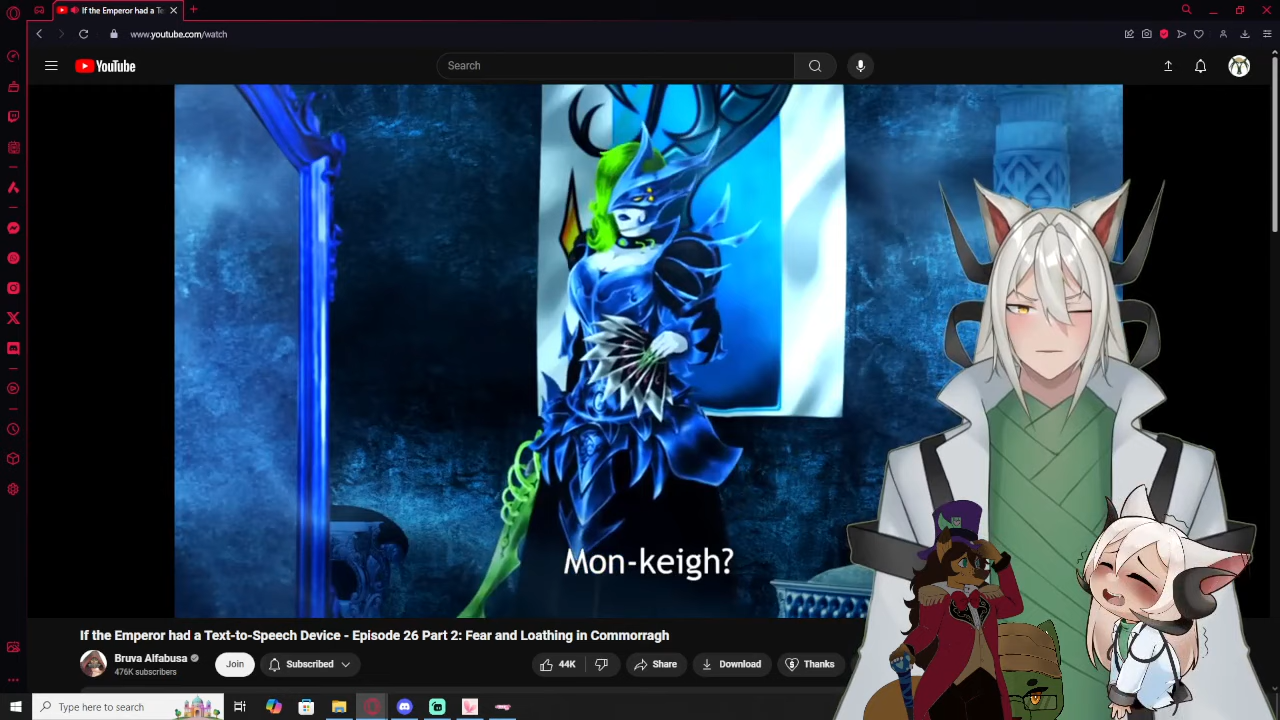 If the Emperor had a Te
www.youtube.com/watch
YouTube
Search
Mon-keigh?
If the Emperor had a Text-to-Speech Device - Episode 26 Part 2: Fear and Loathing in Commorragh
Bruva Alfabusa
476K subscribers
Join
Subscribed
44K
Share
Download
Thanks
Type here to search